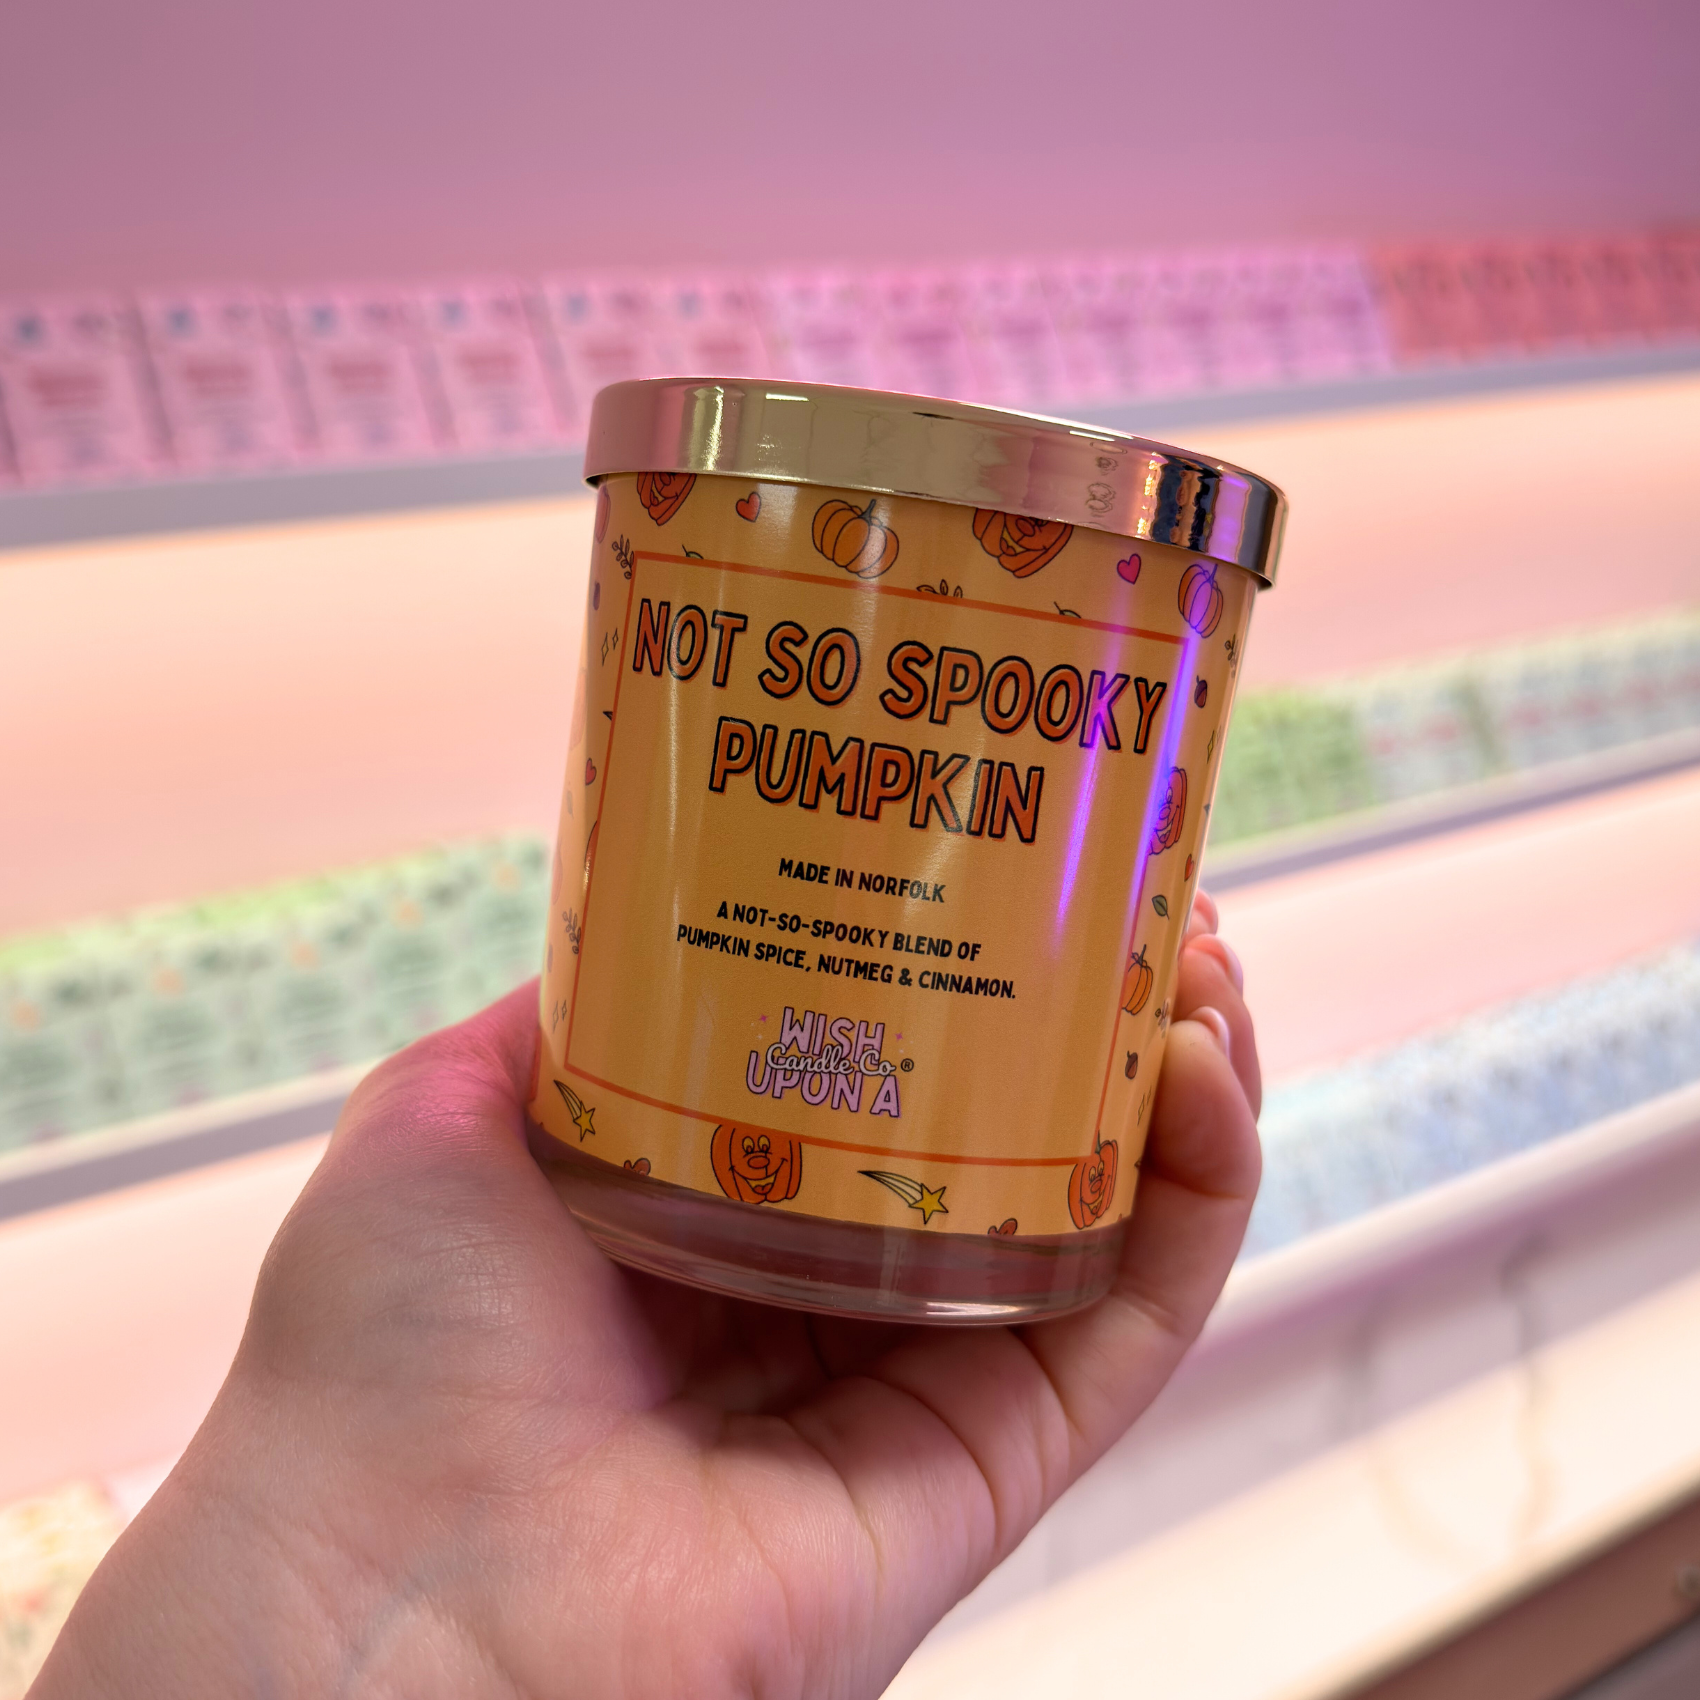 NOT SO SPOOKY
PUMPKIN
MADE IN NORFOLK
A NOT-SO-SPOOKY BLEND OF
PUMPKIN SPICE, NUTMEG & CINNAMON.
WISH
Candle Co ®
UPON A